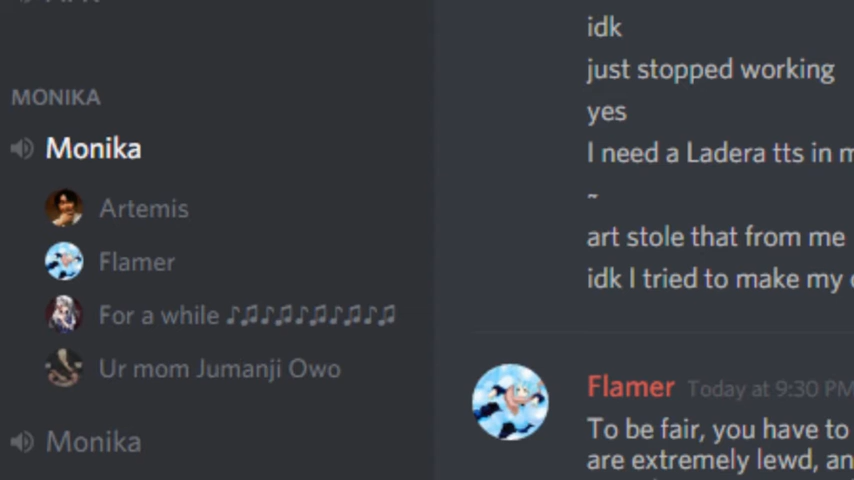 MONIKA
Monika
Artemis
Flamer
For a while ♪♫♪♫♪♫♪♫♪♫
Ur mom Jumanji Owo
Monika
idk
just stopped working
yes
I need a Ladera tts in
~
art stole that from me
idk I tried to make my
Flamer Today at 9:30 PM
To be fair, you have to
are extremely lewd, an